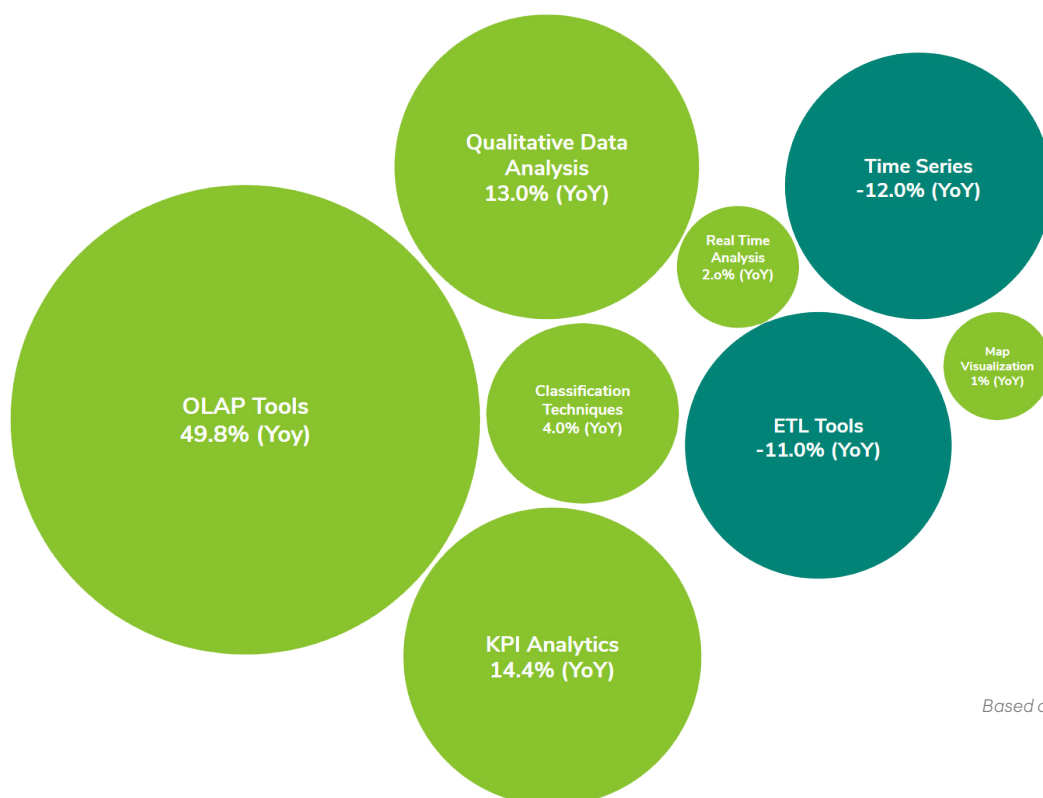 Qualitative Data
Analysis
13.0% (YoY)
Time Series
-12.0% (YoY)
Real Time
Analysis
2.o% (YoY)
Map
Visualization
1% (YoY)
OLAP Tools
49.8% (Yoy)
Classification
Techniques
4.0% (YoY)
ETL Tools
-11.0% (YoY)
KPI Analytics
14.4% (YoY)
Based